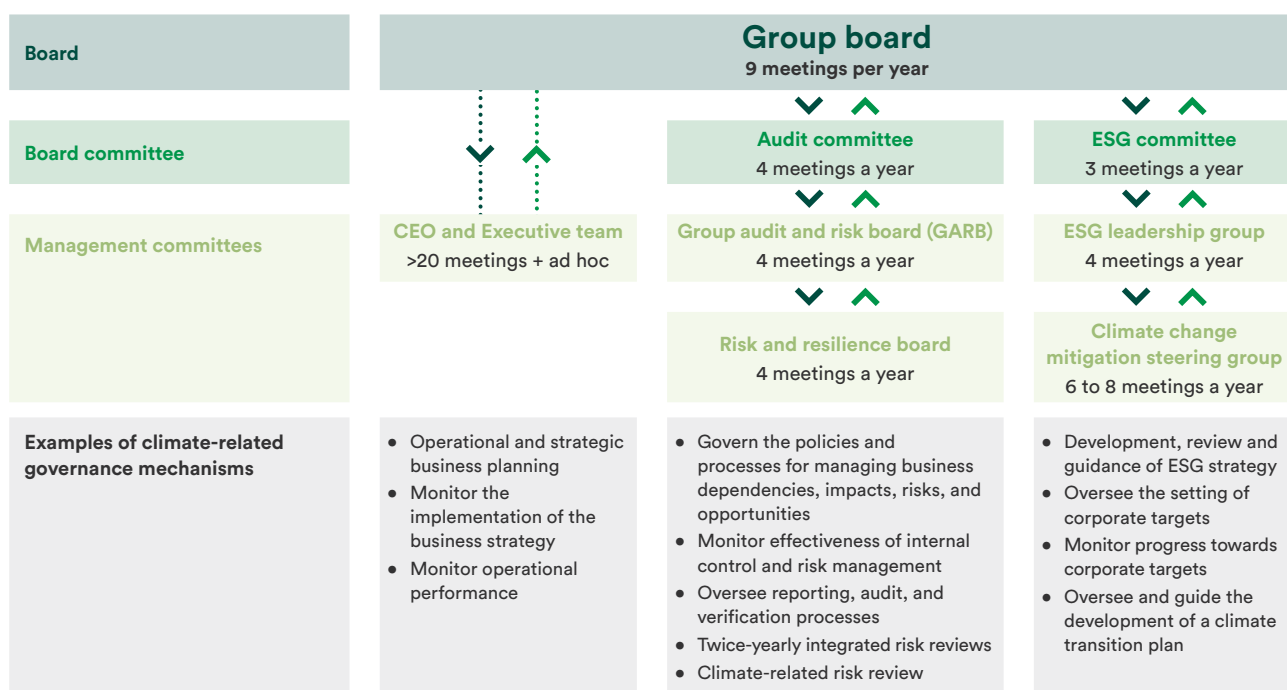 Board
Group board
9 meetings per year
Board committee
Audit committee
4 meetings a year
ESG committee
3 meetings a year
Management committees
CEO and Executive team
>20 meetings + ad hoc
Group audit and risk board (GARB)
4 meetings a year
ESG leadership group
4 meetings a year
Risk and resilience board
4 meetings a year
Climate change
mitigation steering group
6 to 8 meetings a year
Examples of climate-related
governance mechanisms
● Operational and strategic
business planning
● Monitor the
implementation of the
business strategy
● Monitor operational
performance
● Govern the policies and
processes for managing business
dependencies, impacts, risks, and
opportunities
● Monitor effectiveness of internal
control and risk management
● Oversee reporting, audit, and
verification processes
● Twice-yearly integrated risk reviews
● Climate-related risk review
● Development, review and
guidance of ESG strategy
● Oversee the setting of
corporate targets
● Monitor progress towards
corporate targets
● Oversee and guide the
development of a climate
transition plan